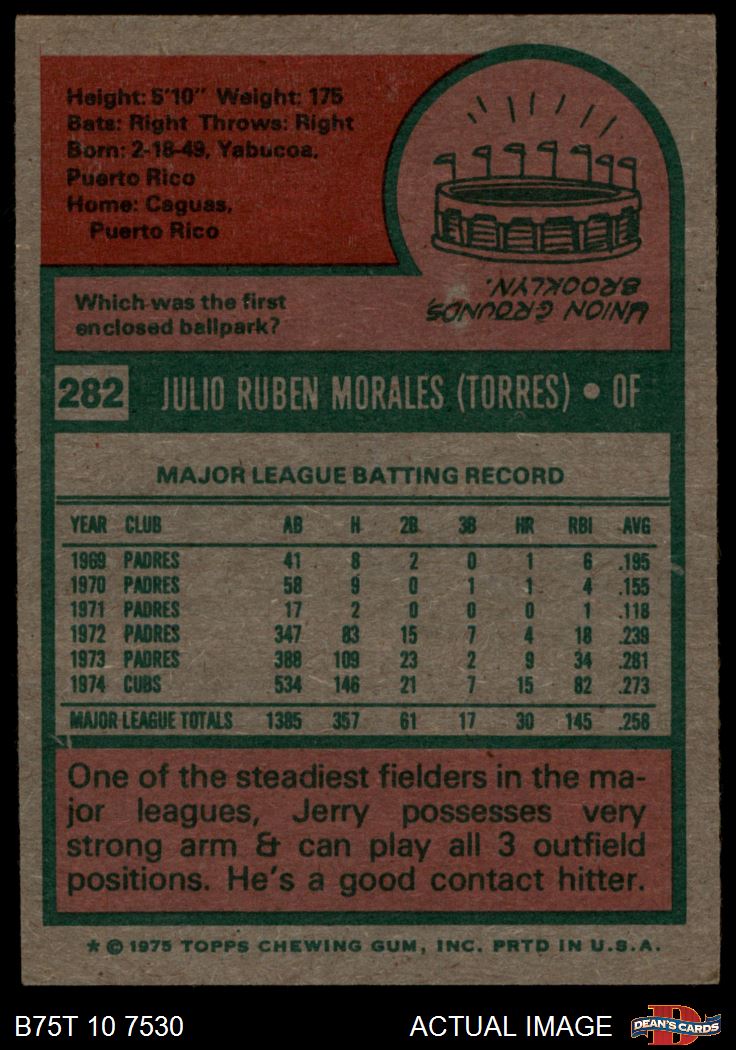 Height: 5'10" Weight: 175
Bats: Right Throws: Right
Born: 2-18-49, Yabucoa,
Puerto Rico
Home: Caguas,
Puerto Rico
UNION GROUNDS,
BROOKLYN.
Which was the first
enclosed ballpark?
282 JULIO RUBEN MORALES (TORRES) • OF
MAJOR LEAGUE BATTING RECORD
YEAR CLUB AB H 2B 3B HR RBI AVG
1969 PADRES 41 8 2 0 1 6 .195
1970 PADRES 58 9 0 1 1 4 .155
1971 PADRES 17 2 0 0 0 1 .118
1972 PADRES 347 83 15 7 4 18 .239
1973 PADRES 388 109 23 2 9 34 .281
1974 CUBS 534 146 21 7 15 82 .273
MAJOR LEAGUE TOTALS 1385 357 61 17 30 145 .258
One of the steadiest fielders in the ma-
jor leagues, Jerry possesses very
strong arm & can play all 3 outfield
positions. He's a good contact hitter.
* © 1975 TOPPS CHEWING GUM, INC. PRTD IN U.S.A.
B75T 10 7530 ACTUAL IMAGE DEAN'S CARDS